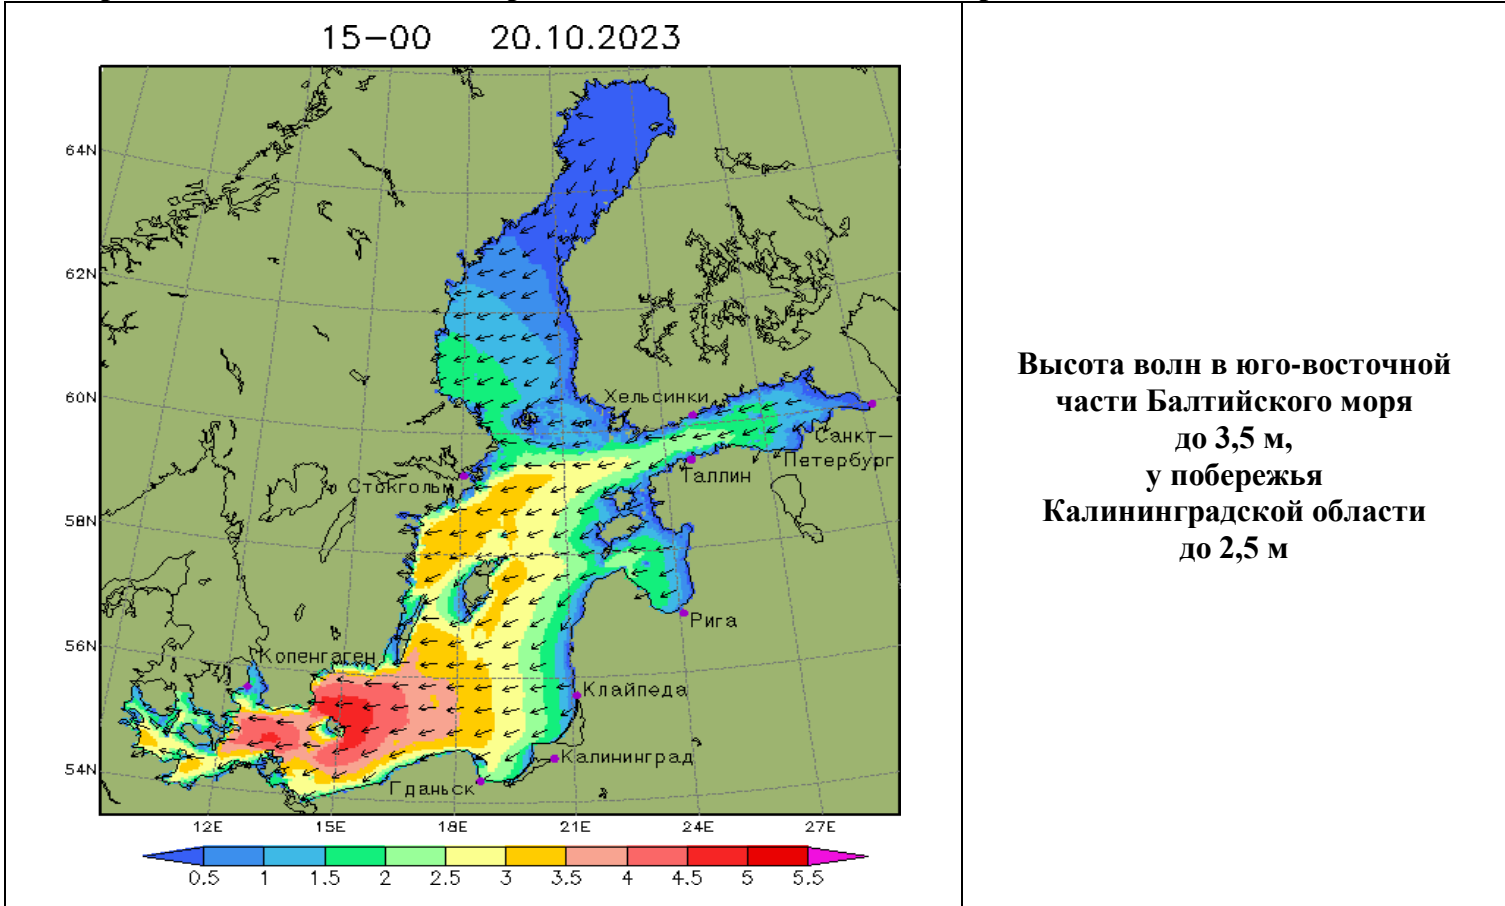 15-00 20.10.2023
64N
62N
60N
58N
56N
54N
Хельсинки
Санкт-
Петербург
Таллин
Стокгольм
Рига
Копенгаген
Клайпеда
Калининград
Гданьск
12E 15E 18E 21E 24E 27E
0.5 1 1.5 2 2.5 3 3.5 4 4.5 5 5.5
Высота волн в юго-восточной
части Балтийского моря
до 3,5 м,
у побережья
Калининградской области
до 2,5 м